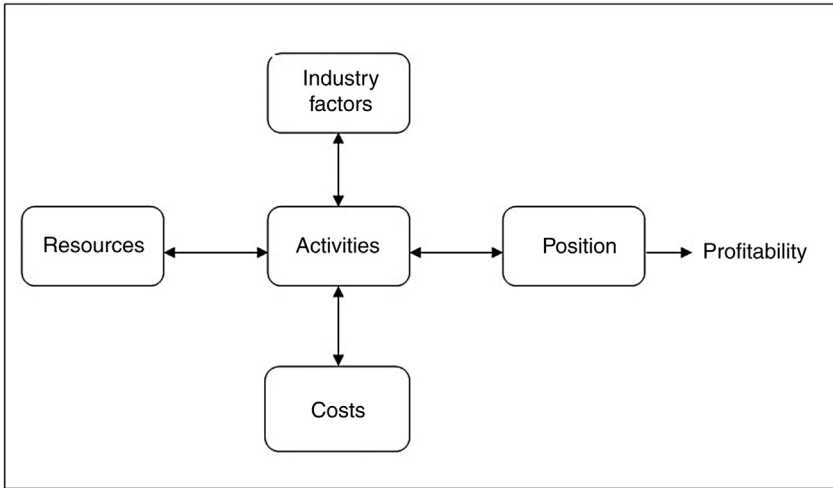 Industry
factors
Resources
Activities
Position
Profitability
Costs